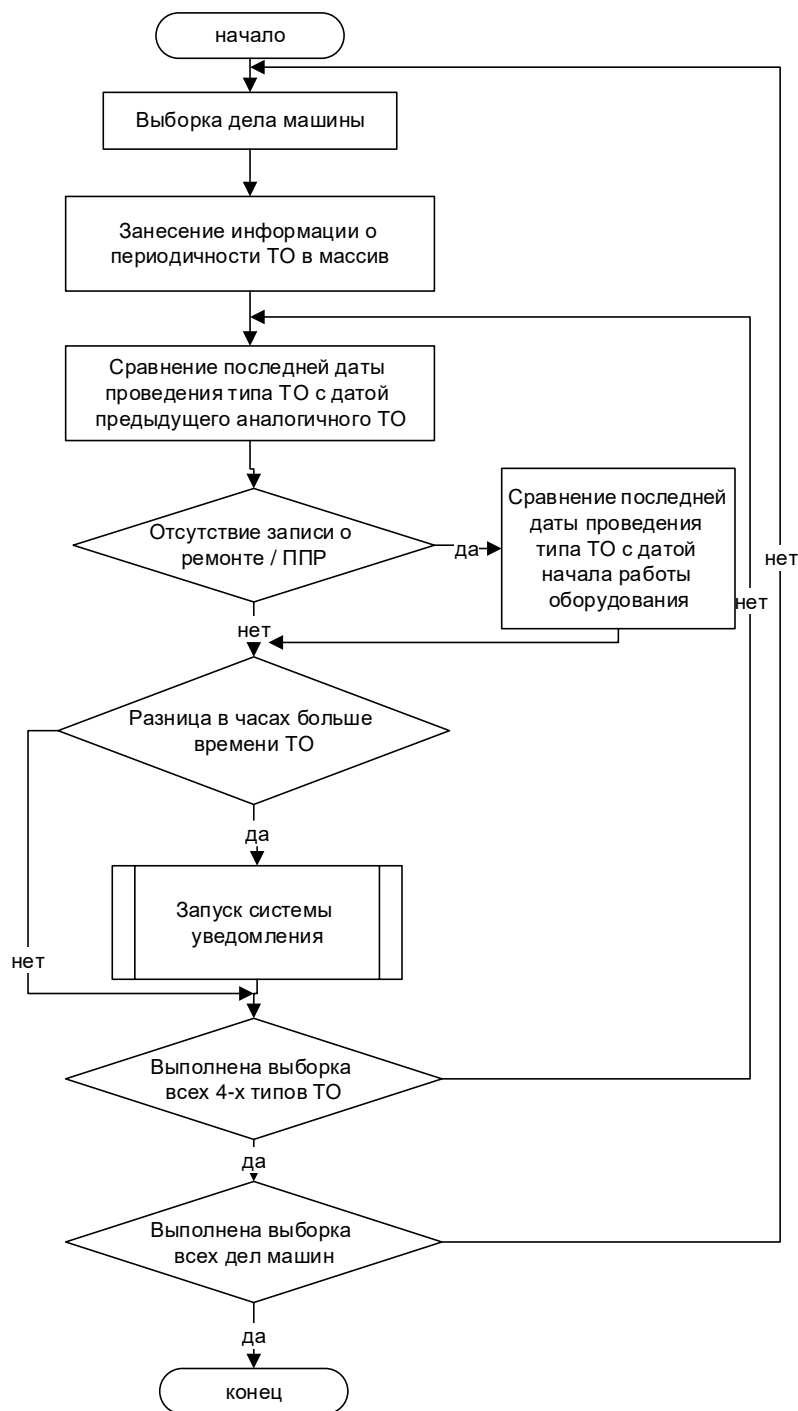 начало
Выборка дела машины
Занесение информации о
периодичности ТО в массив
Сравнение последней даты
проведения типа ТО с датой
предыдущего аналогичного ТО
Отсутствие записи о
ремонте / ППР
да
Сравнение последней
даты проведения
типа ТО с датой
начала работы
оборудования
нет
нет
нет
Разница в часах больше
времени ТО
да
Запуск системы
уведомления
нет
Выполнена выборка
всех 4-х типов ТО
да
Выполнена выборка
всех дел машин
да
конец